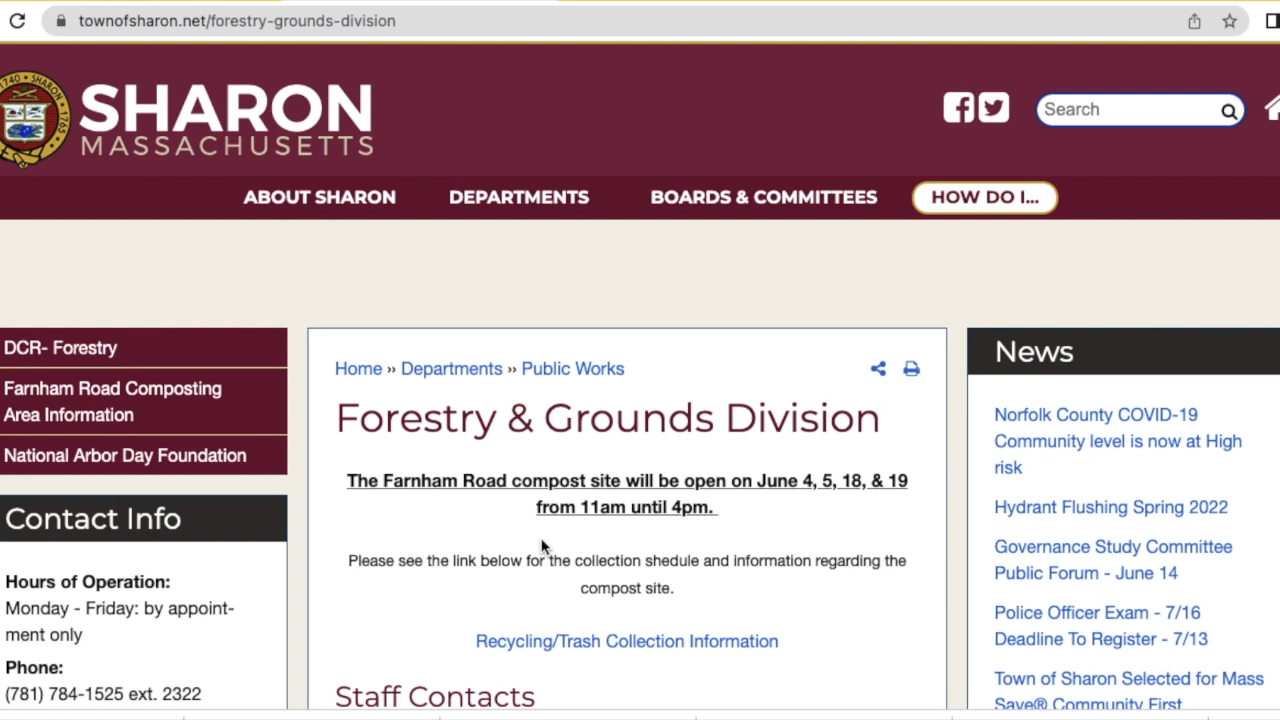 townofsharon.net/forestry-grounds-division
SHARON
MASSACHUSETTS
Search
ABOUT SHARON
DEPARTMENTS
BOARDS & COMMITTEES
HOW DO I...
DCR- Forestry
Farnham Road Composting
Area Information
National Arbor Day Foundation
Contact Info
Hours of Operation:
Monday - Friday: by appoint-
ment only
Phone:
(781) 784-1525 ext. 2322
Home » Departments » Public Works
Forestry & Grounds Division
The Farnham Road compost site will be open on June 4, 5, 18, & 19
from 11am until 4pm.
Please see the link below for the collection shedule and information regarding the
compost site.
Recycling/Trash Collection Information
Staff Contacts
News
Norfolk County COVID-19
Community level is now at High
risk
Hydrant Flushing Spring 2022
Governance Study Committee
Public Forum - June 14
Police Officer Exam - 7/16
Deadline To Register - 7/13
Town of Sharon Selected for Mass
Save® Community First